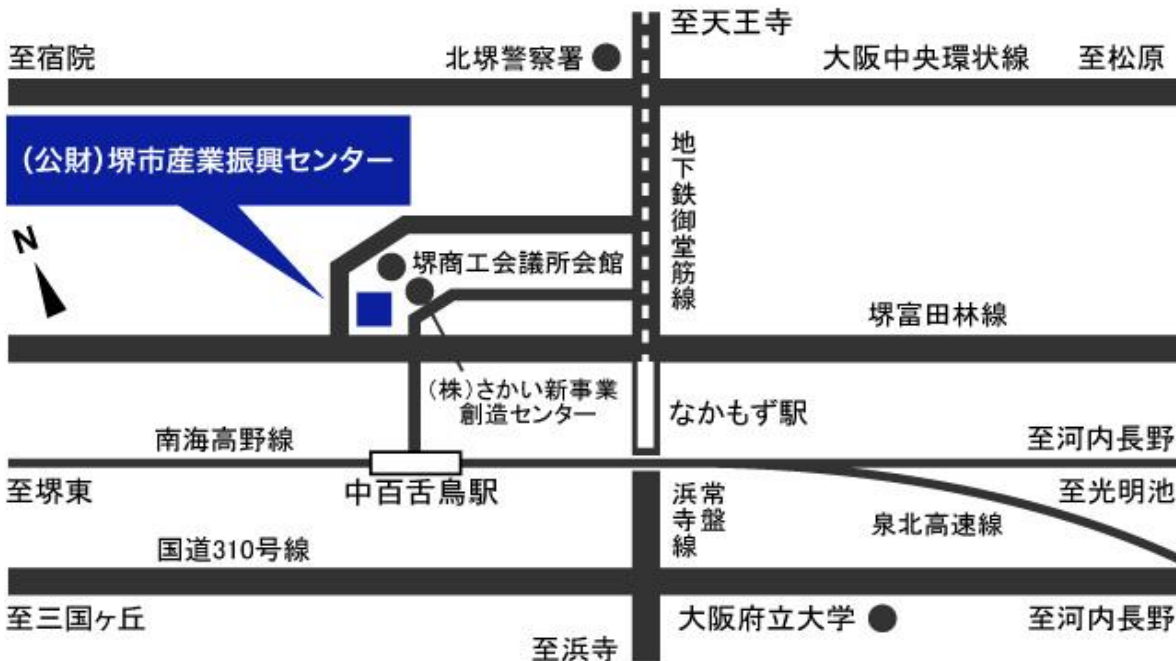 至天王寺
至宿院
北堺警察署
大阪中央環状線
至松原
(公財)堺市産業振興センター
地下鉄御堂筋線
N
堺商工会議所会館
堺富田林線
(株)さかい新事業
創造センター
なかもず駅
南海高野線
至河内長野
至堺東
中百舌鳥駅
常盤
浜寺線
至光明池
泉北高速線
国道310号線
至三国ヶ丘
大阪府立大学
至河内長野
至浜寺